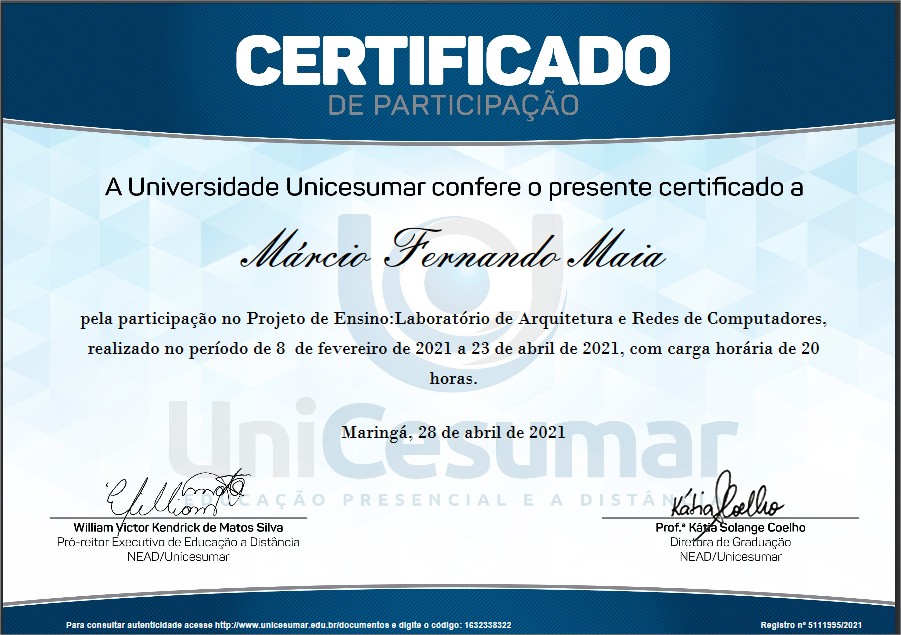 CERTIFICADO
DE PARTICIPAÇÃO
A Universidade Unicesumar confere o presente certificado a
Márcio Fernando Maia
pela participação no Projeto de Ensino:Laboratório de Arquitetura e Redes de Computadores,
realizado no período de 8 de fevereiro de 2021 a 23 de abril de 2021, com carga horária de 20
horas.
Maringá, 28 de abril de 2021
UniCesumar
EDUCAÇÃO PRESENCIAL E A DISTÂNCIA
Kátia Coelho
William Victor Kendrick de Matos Silva
Pró-reitor Executivo de Educação a Distância
NEAD/Unicesumar
Prof.ª Kátia Solange Coelho
Diretora de Graduação
NEAD/Unicesumar
Para consultar autenticidade acesse http://www.unicesumar.edu.br/documentos e digite o código: 1632338322
Registro nº 5111995/2021